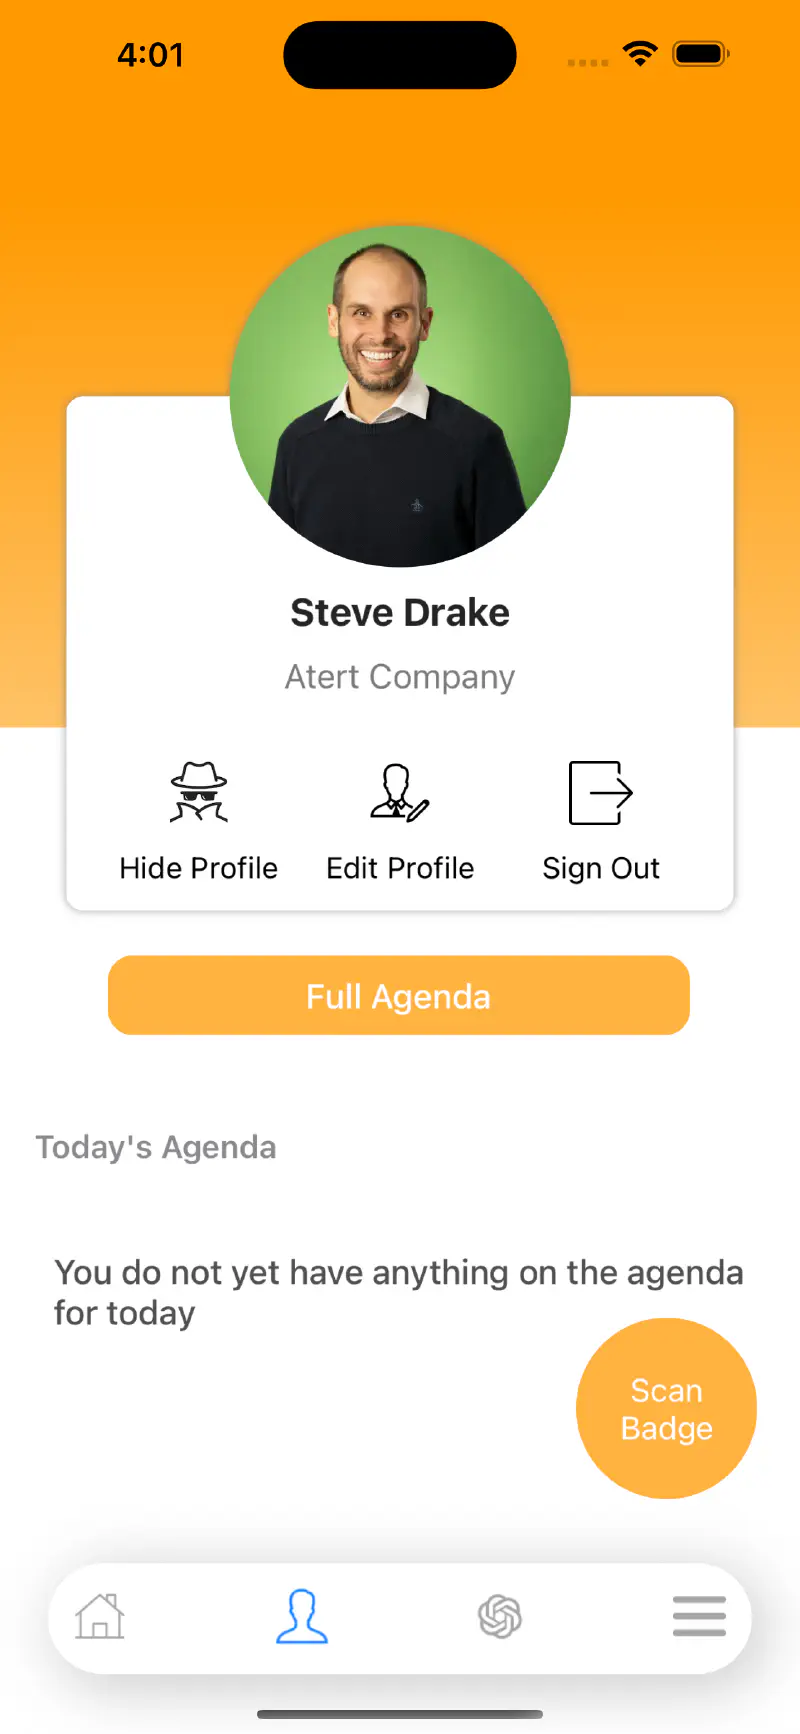 4:01
Steve Drake
Atert Company
Hide Profile
Edit Profile
Sign Out
Full Agenda
Today's Agenda
You do not yet have anything on the agenda
for today
Scan
Badge